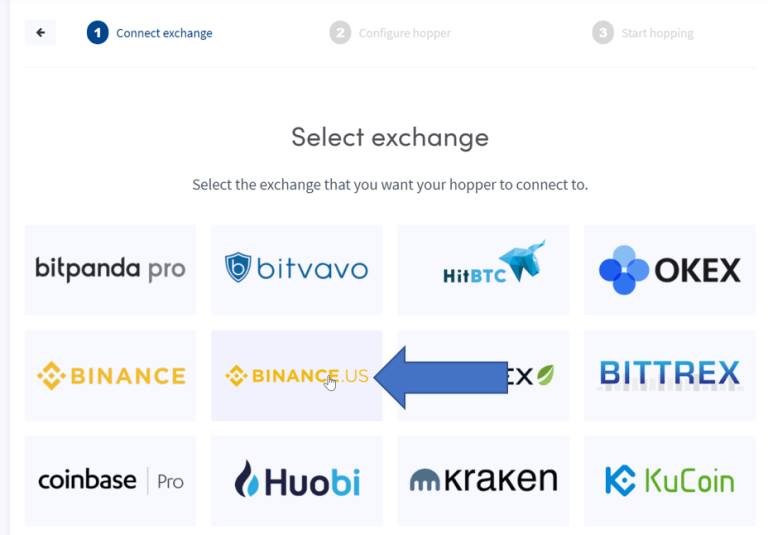 1 Connect exchange
2 Configure hopper
3 Start hopping
Select exchange
Select the exchange that you want your hopper to connect to.
bitpanda pro
bitvavo
HitBTC
OKEX
BINANCE
BINANCE.US
EX
BITTREX
coinbase Pro
Huobi
kraken
KuCoin